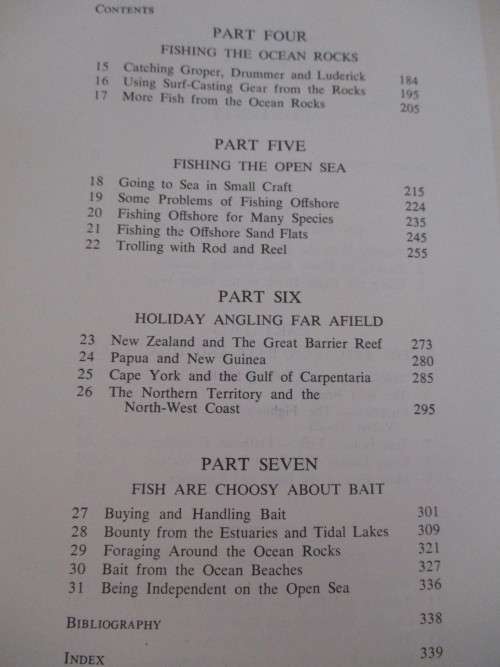 CONTENTS
PART FOUR
FISHING THE OCEAN ROCKS
15 Catching Groper, Drummer and Luderick 184
16 Using Surf-Casting Gear from the Rocks 195
17 More Fish from the Ocean Rocks 205
PART FIVE
FISHING THE OPEN SEA
18 Going to Sea in Small Craft 215
19 Some Problems of Fishing Offshore 224
20 Fishing Offshore for Many Species 235
21 Fishing the Offshore Sand Flats 245
22 Trolling with Rod and Reel 255
PART SIX
HOLIDAY ANGLING FAR AFIELD
23 New Zealand and The Great Barrier Reef 273
24 Papua and New Guinea 280
25 Cape York and the Gulf of Carpentaria 285
26 The Northern Territory and the
North-West Coast 295
PART SEVEN
FISH ARE CHOOSY ABOUT BAIT
27 Buying and Handling Bait 301
28 Bounty from the Estuaries and Tidal Lakes 309
29 Foraging Around the Ocean Rocks 321
30 Bait from the Ocean Beaches 327
31 Being Independent on the Open Sea 336
BIBLIOGRAPHY 338
INDEX 339